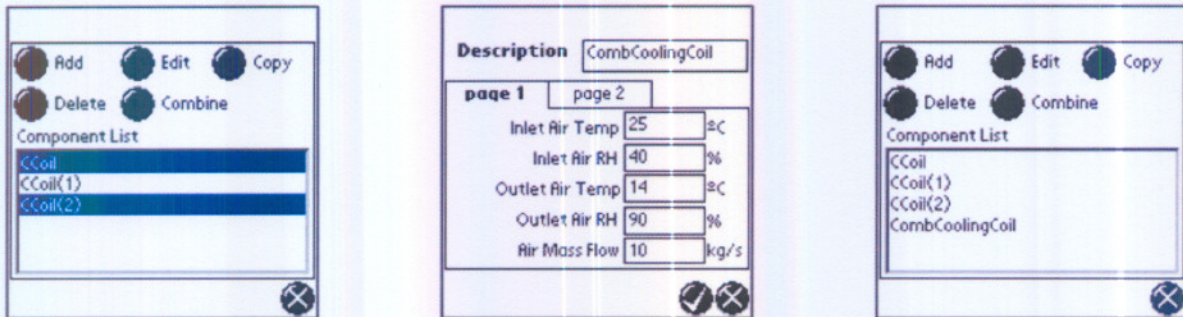 Add Edit Copy
Delete Combine
Component List
CCoil
CCoil(1)
CCoil(2)
Description CombCoolingCoil
page 1 page 2
Inlet Air Temp 25 ºC
Inlet Air RH 40 %
Outlet Air Temp 14 ºC
Outlet Air RH 90 %
Air Mass Flow 10 kg/s
Add Edit Copy
Delete Combine
Component List
CCoil
CCoil(1)
CCoil(2)
CombCoolingCoil